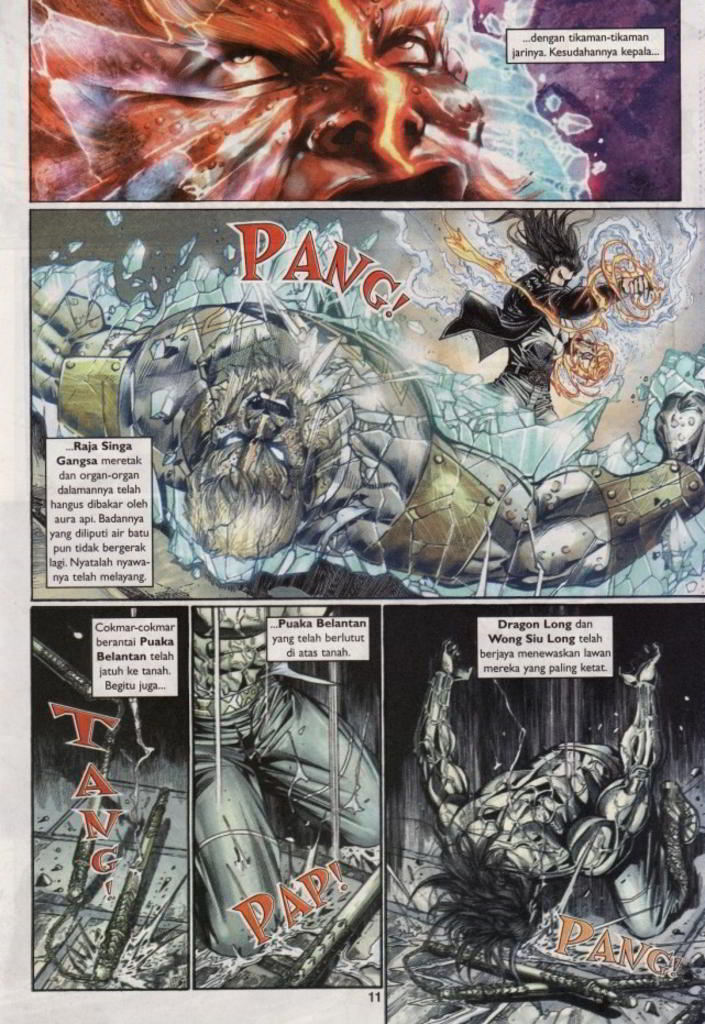 ...dengan tikaman-tikaman
jarinya. Kesudahannya kepala...
PANG!
...Raja Singa
Gangsa meretak
dan organ-organ
dalamannya telah
hangus dibakar oleh
aura api. Badannya
yang diliputi air batu
pun tidak bergerak
lagi. Nyatalah nyawa-
nya telah melayang.
Cokmar-cokmar
berantai Puaka
Belantan telah
jatuh ke tanah.
Begitu juga...
TANG!
...Puaka Belantan
yang telah berlutut
di atas tanah.
PAP!
Dragon Long dan
Wong Siu Long telah
berjaya menewaskan lawan
mereka yang paling ketat.
PANG!
11